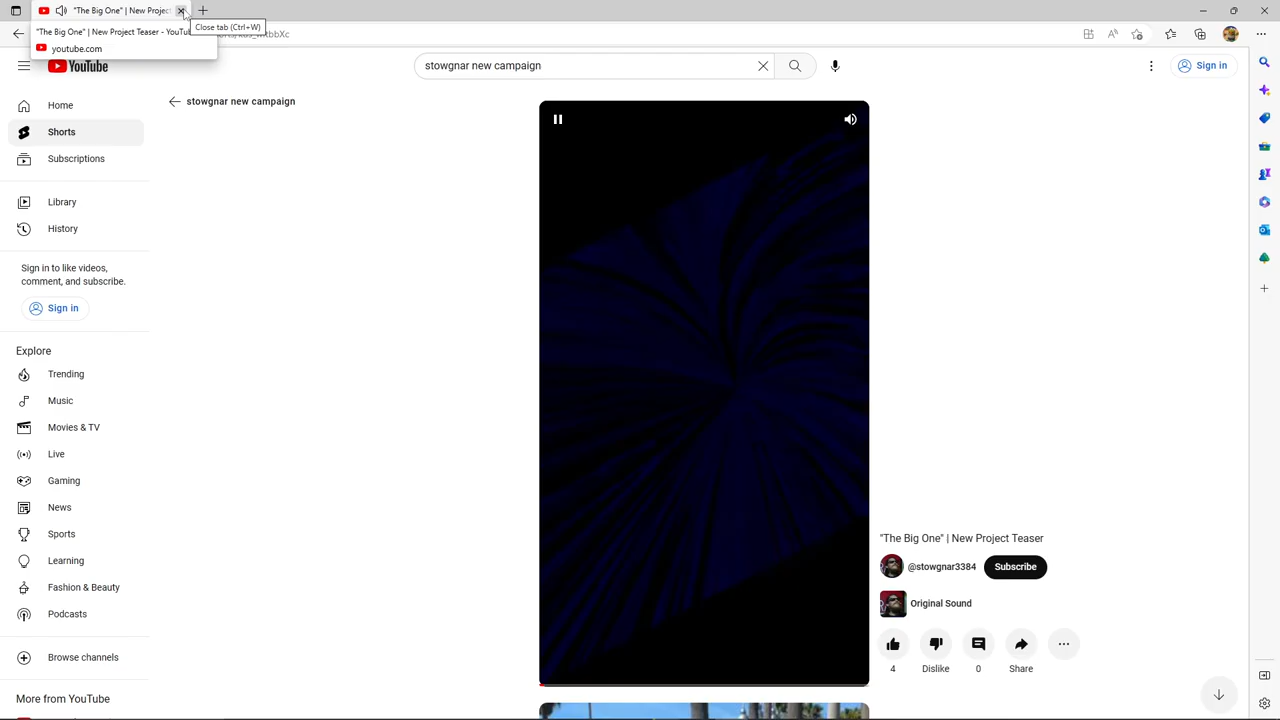 "The Big One" | New Project
Close tab (Ctrl+W)
"The Big One" | New Project Teaser - YouTu
youtube.com
YouTube
stowgnar new campaign
Sign in
Home
stowgnar new campaign
Shorts
Subscriptions
Library
History
Sign in to like videos,
comment, and subscribe.
Sign in
Explore
Trending
Music
Movies & TV
Live
Gaming
News
Sports
"The Big One" | New Project Teaser
Learning
@stowgnar3384
Subscribe
Fashion & Beauty
Original Sound
Podcasts
Browse channels
4
Dislike
0
Share
More from YouTube